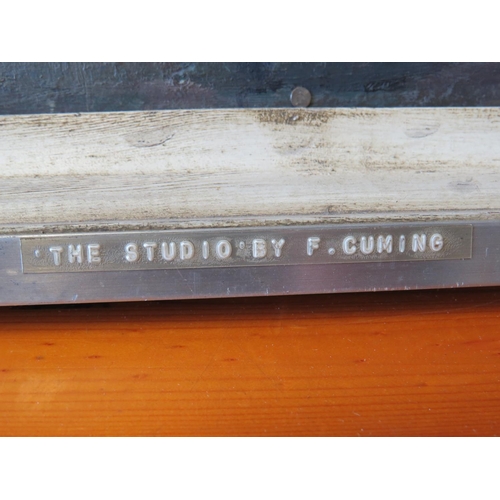 'THE STUDIO' BY F. CUMING